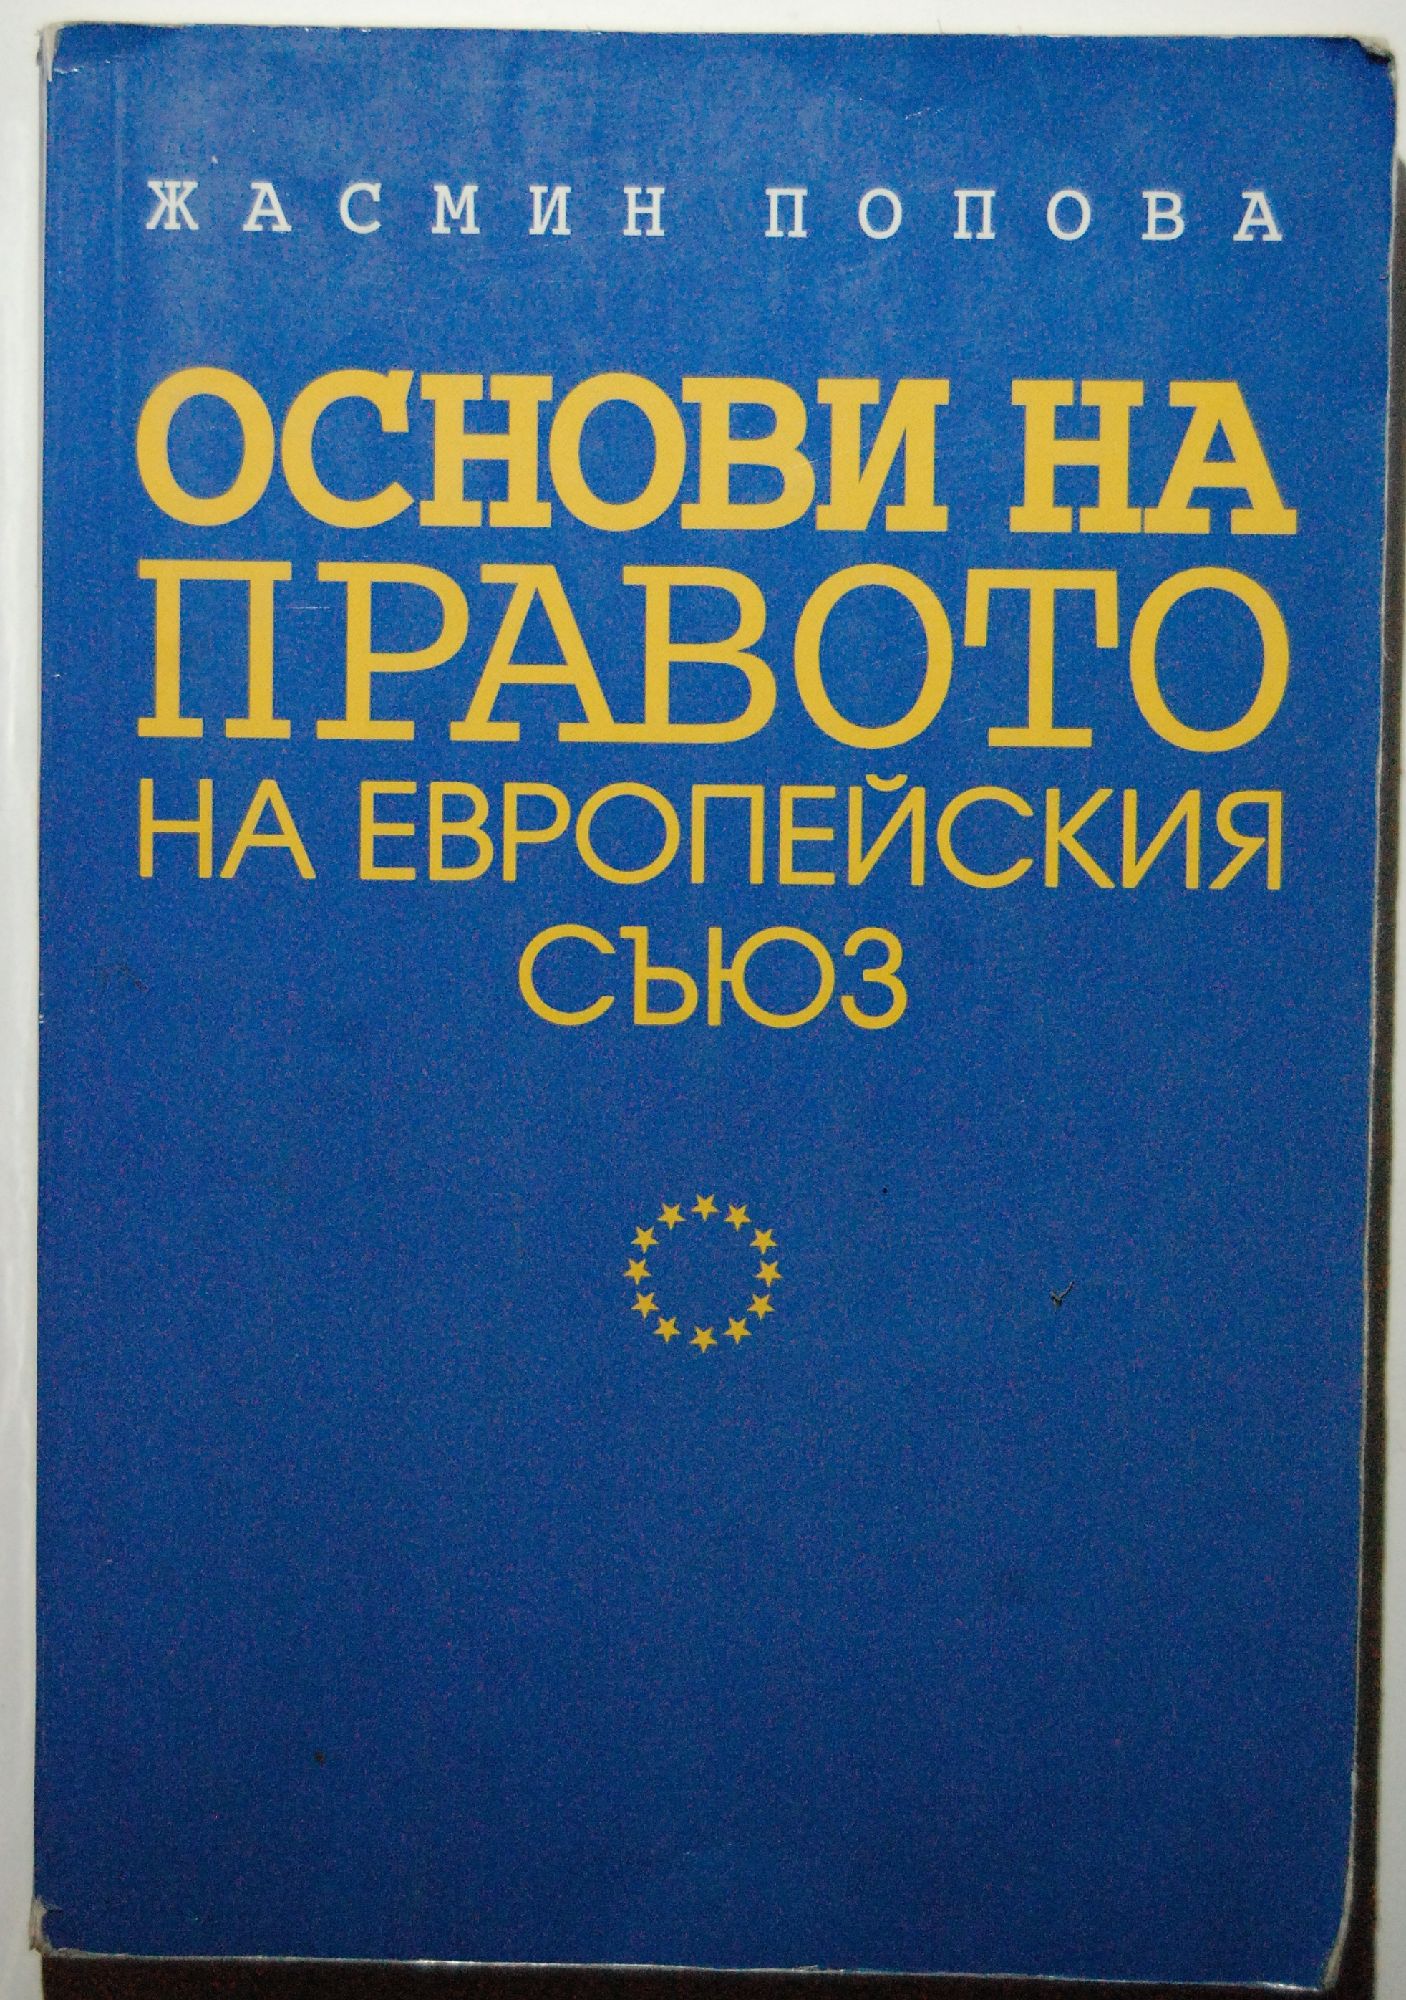 ЖАСМИН ПОПОВА
ОСНОВИ НА
ПРАВОТО
НА ЕВРОПЕЙСКИЯ
СЪЮЗ